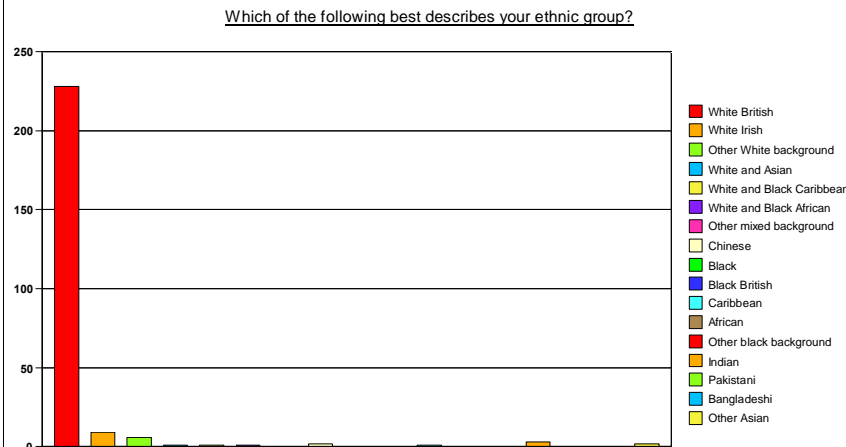 Which of the following best describes your ethnic group?
250
200
150
100
50
0
White British
White Irish
Other White background
White and Asian
White and Black Caribbean
White and Black African
Other mixed background
Chinese
Black
Black British
Caribbean
African
Other black background
Indian
Pakistani
Bangladeshi
Other Asian